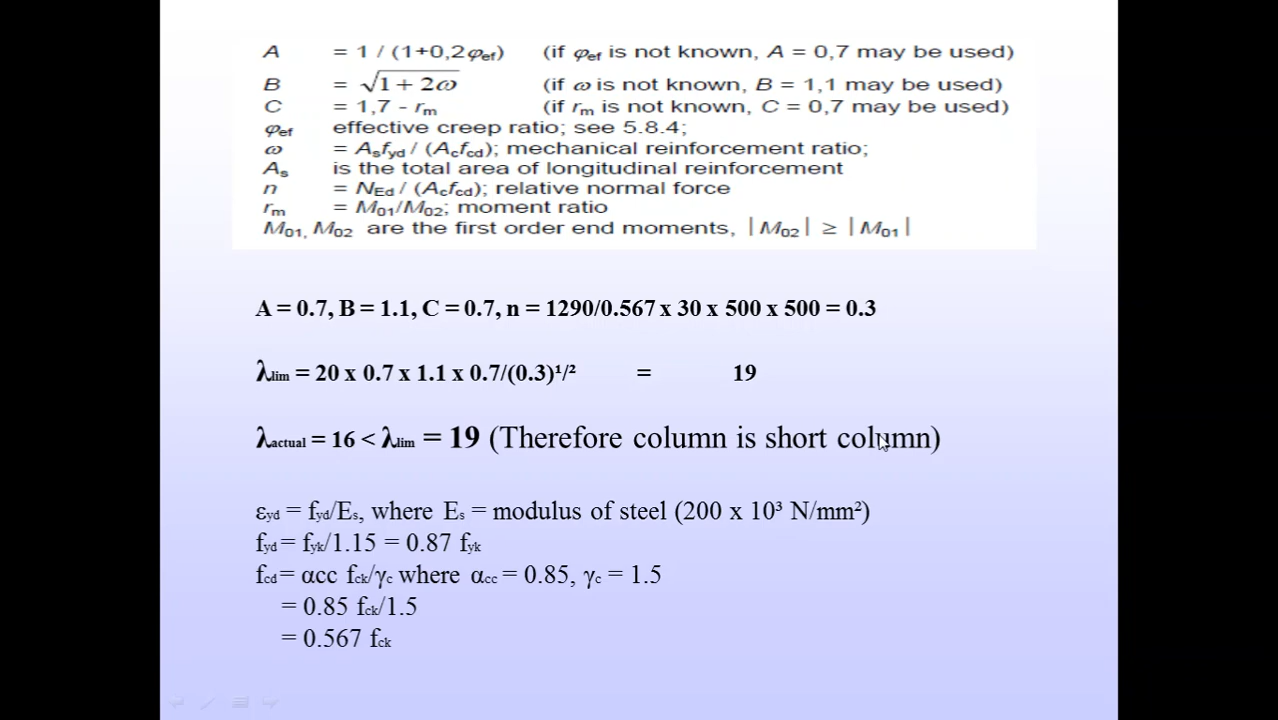 A = 1 / (1+0,2φef) (if φef is not known, A = 0,7 may be used)
B = √1 + 2ω (if ω is not known, B = 1,1 may be used)
C = 1,7 - rm (if rm is not known, C = 0,7 may be used)
φef effective creep ratio; see 5.8.4;
ω = Asfyd / (Acfcd); mechanical reinforcement ratio;
As is the total area of longitudinal reinforcement
n = NEd / (Acfcd); relative normal force
rm = M01/M02; moment ratio
M01, M02 are the first order end moments, |M02| ≥ |M01|
A = 0.7, B = 1.1, C = 0.7, n = 1290/0.567 x 30 x 500 x 500 = 0.3
λlim = 20 x 0.7 x 1.1 x 0.7/(0.3)¹/² = 19
λactual = 16 < λlim = 19 (Therefore column is short column)
εyd = fyd/Es, where Es = modulus of steel (200 x 10³ N/mm²)
fyd = fyk/1.15 = 0.87 fyk
fcd = αcc fck/γc where αcc = 0.85, γc = 1.5
= 0.85 fck/1.5
= 0.567 fck